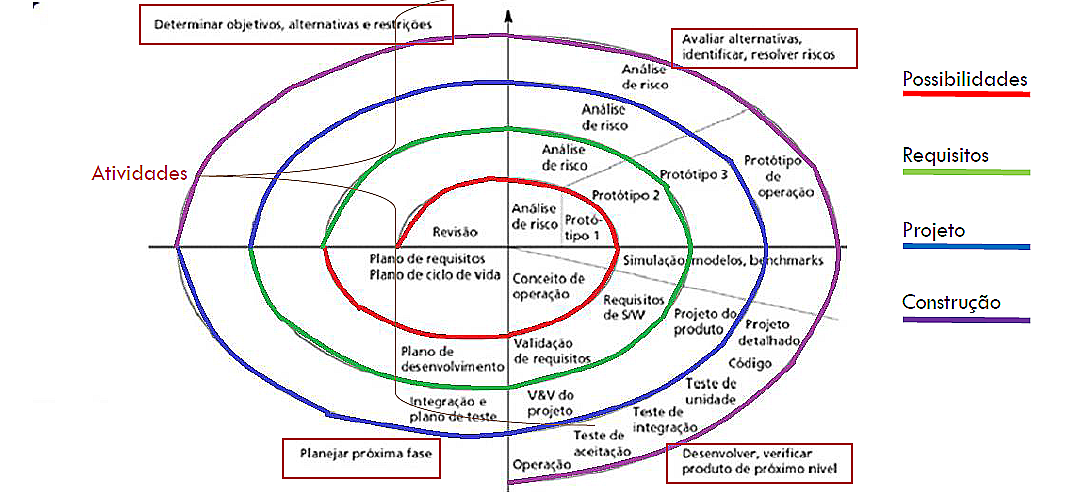 Determinar objetivos, alternativas e restrições
Avaliar alternativas,
identificar, resolver riscos
Análise
de risco
Possibilidades
Análise
de risco
Análise
de risco
Protótipo
de operação
Requisitos
Atividades
Protótipo 3
Protótipo 2
Análise
de risco
Protó-
tipo 1
Revisão
Projeto
Plano de requisitos
Plano de ciclo de vida
Simulação, modelos, benchmarks
Conceito de
operação
Requisitos
de S/W
Construção
Projeto do
produto
Projeto
detalhado
Plano de
desenvolvimento
Validação
de requisitos
Código
Teste de
unidade
Integração e
plano de teste
V&V do
projeto
Teste de
integração
Teste de
aceitação
Operação
Planejar próxima fase
Desenvolver, verificar
produto de próximo nível